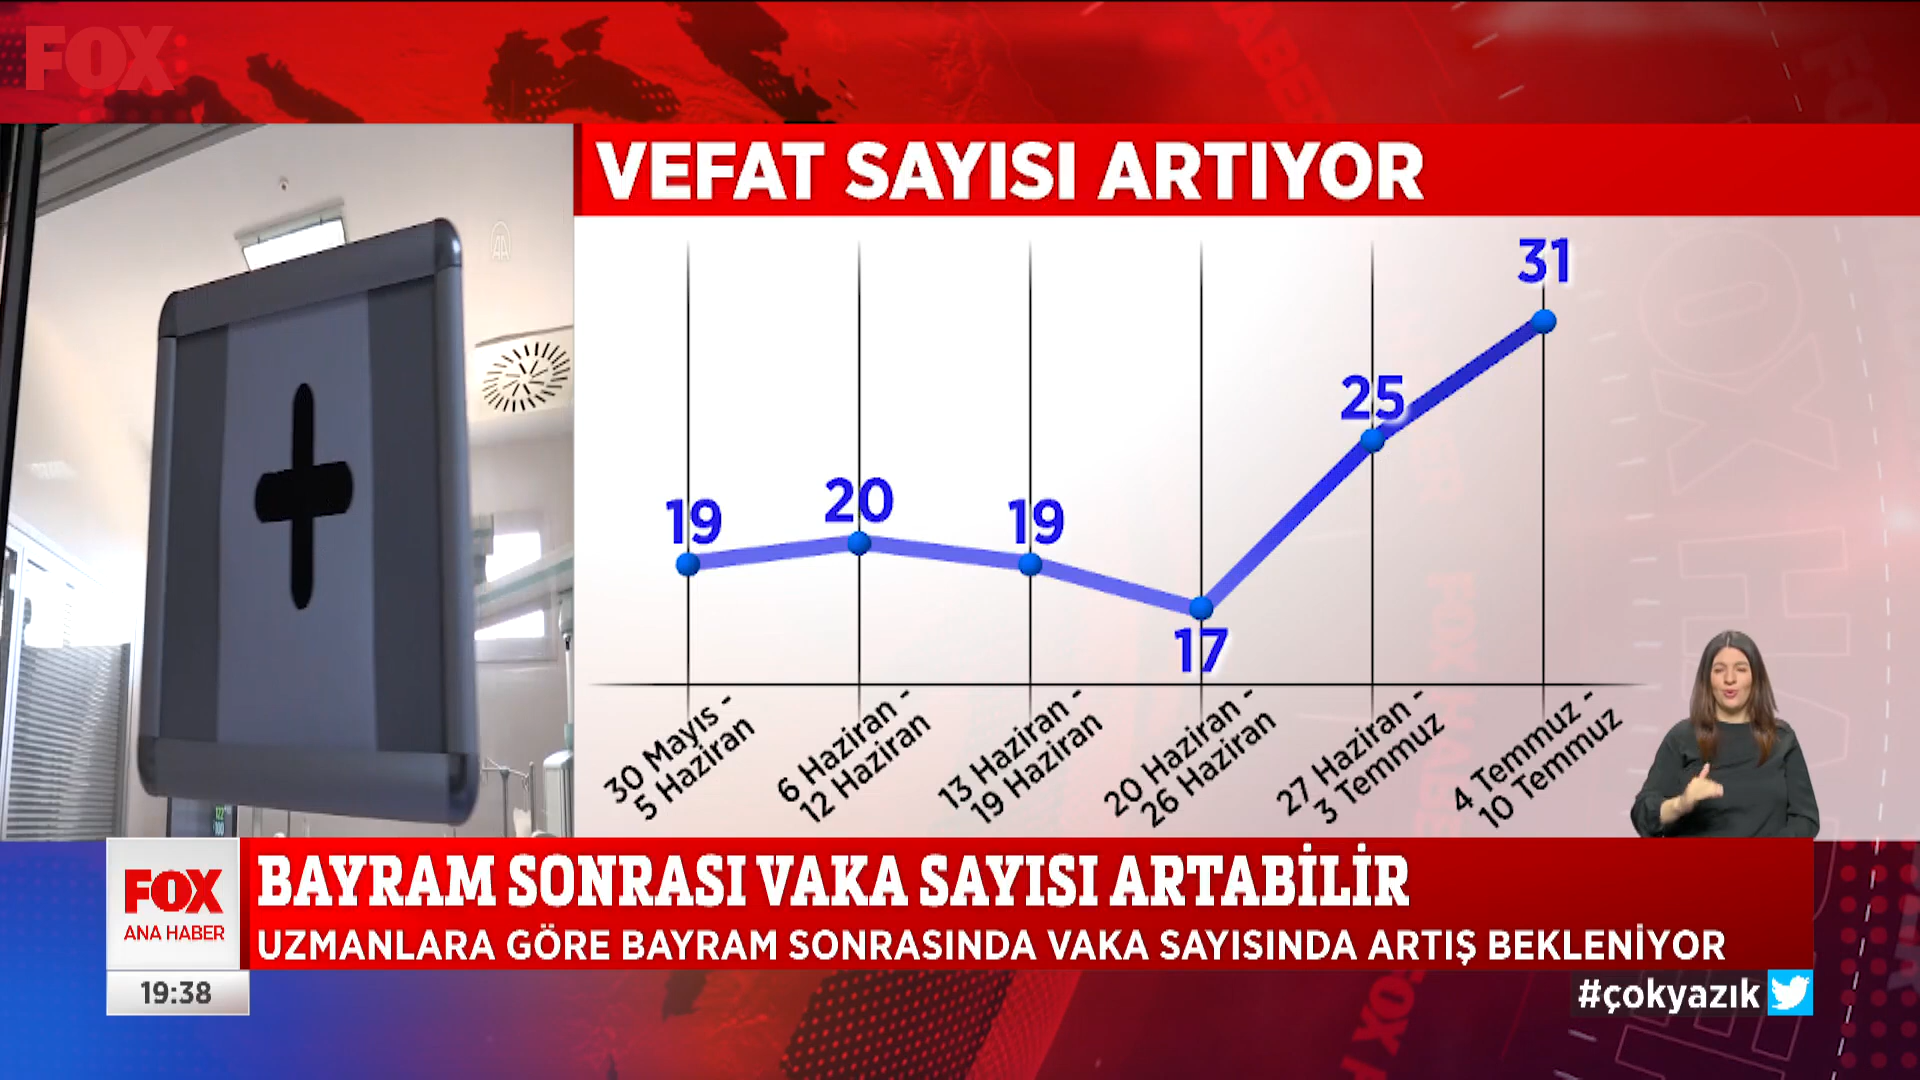 FOX
VEFAT SAYISI ARTIYOR
19
20
19
17
25
31
30 Mayıs -
5 Haziran
6 Haziran -
12 Haziran
13 Haziran -
19 Haziran
20 Haziran -
26 Haziran
27 Haziran -
3 Temmuz
4 Temmuz -
10 Temmuz
FOX
ANA HABER
19:38
BAYRAM SONRASI VAKA SAYISI ARTABİLİR
UZMANLARA GÖRE BAYRAM SONRASINDA VAKA SAYISINDA ARTIŞ BEKLENİYOR
#çokyazık